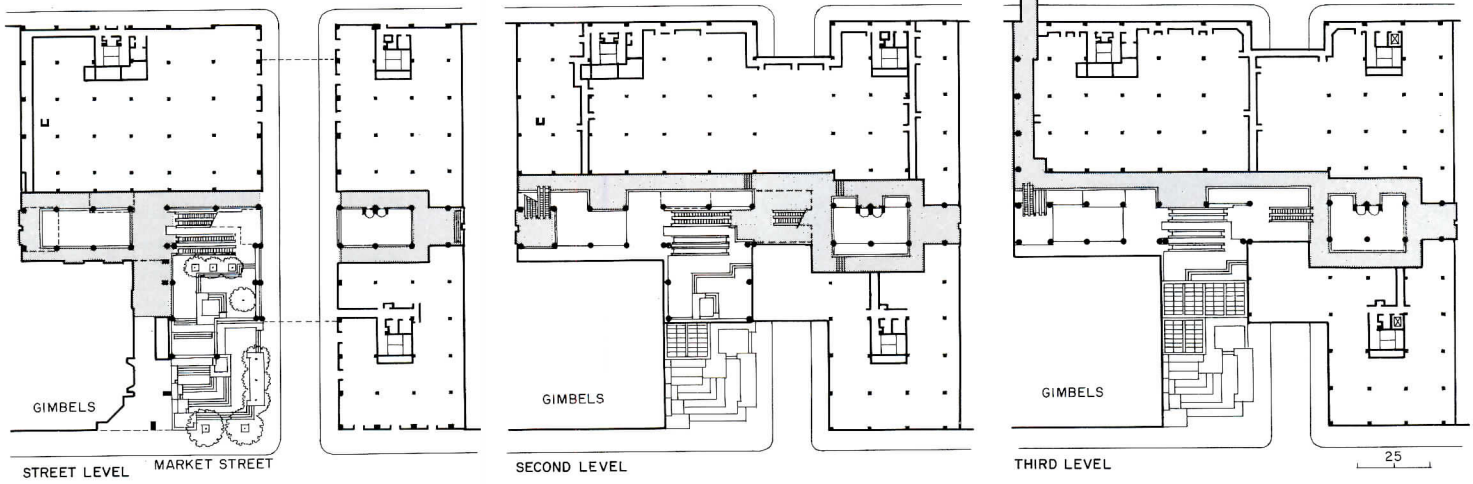 GIMBELS
STREET LEVEL
MARKET STREET
GIMBELS
SECOND LEVEL
GIMBELS
THIRD LEVEL
25